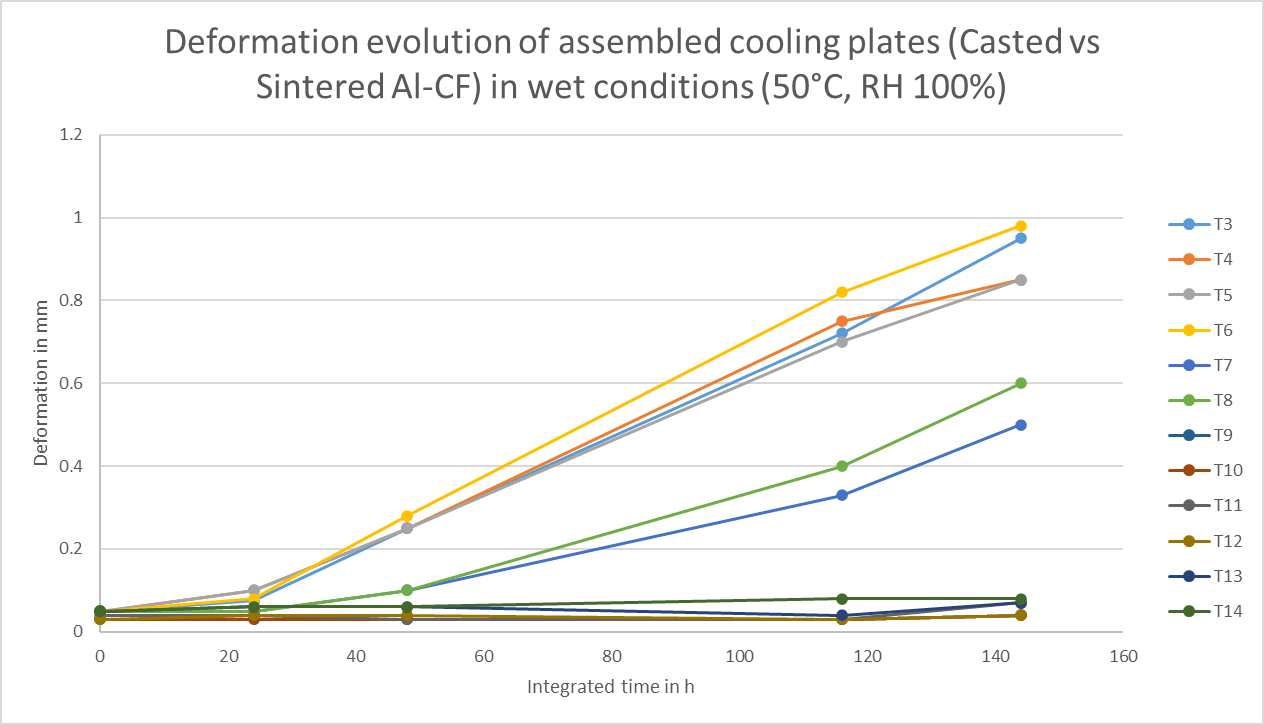 Deformation evolution of assembled cooling plates (Casted vs
Sintered Al-CF) in wet conditions (50°C, RH 100%)
1.2
1
0.8
0.6
0.4
0.2
0
Deformation in mm
0 20 40 60 80 100 120 140 160
Integrated time in h
T3
T4
T5
T6
T7
T8
T9
T10
T11
T12
T13
T14